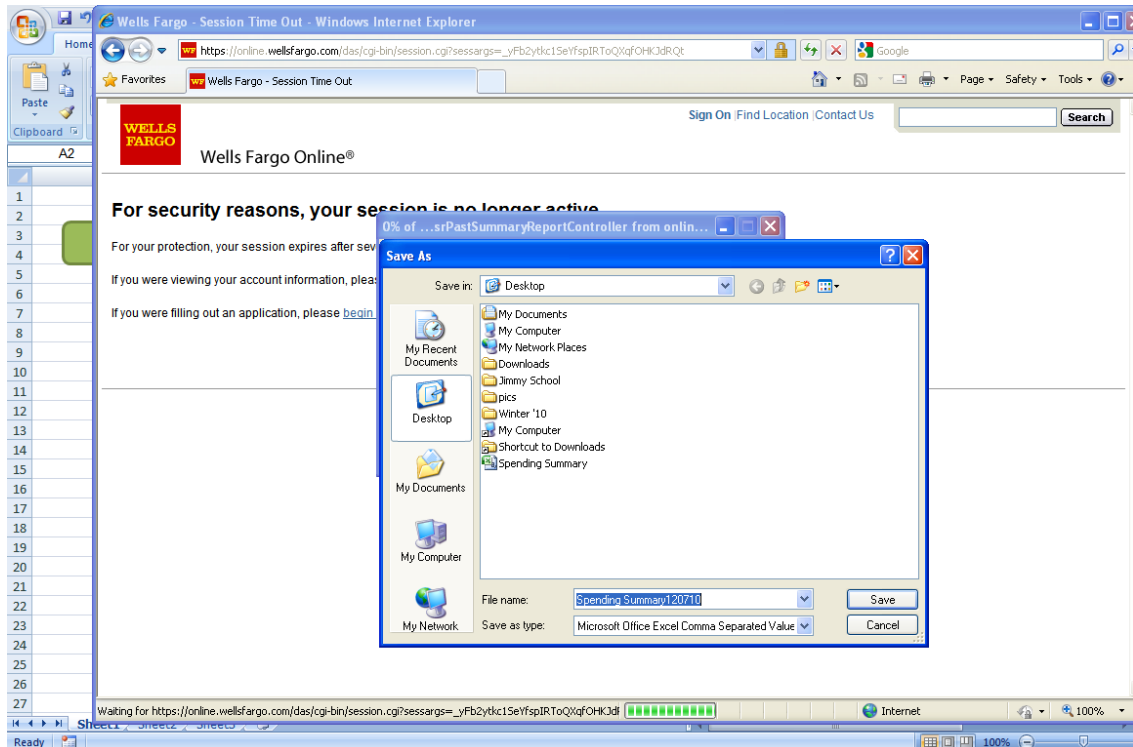 Wells Fargo - Session Time Out - Windows Internet Explorer
Home
https://online.wellsfargo.com/das/cgi-bin/session.cgi?sessargs=_yFb2ytkc1SeYfspIRToQXqfOHKJdRQt
Google
Favorites
WF Wells Fargo - Session Time Out
Page Safety Tools
Paste
Clipboard
A2
WELLS
FARGO
Wells Fargo Online®
Sign On |Find Location |Contact Us
Search
For security reasons, your session is no longer active
For your protection, your session expires after
If you were viewing your account information,
If you were filling out an application, please begin
0% of ...srPastSummaryReportController from onlin...
Save As
Save in: Desktop
My Recent
Documents
Desktop
My Documents
My Computer
My Network
My Documents
My Computer
My Network Places
Downloads
Jimmy School
pics
Winter '10
My Computer
Shortcut to Downloads
Spending Summary
File name: Spending Summary120710
Save
Save as type: Microsoft Office Excel Comma Separated Value
Cancel
1
2
3
4
5
6
7
8
9
10
11
12
13
14
15
16
17
18
19
20
21
22
23
24
25
26
27
Waiting for https://online.wellsfargo.com/das/cgi-bin/session.cgi?sessargs=_yFb2ytkc1SeYfspIRToQXqfOHKJdF
Internet
100%
Sheet1 Sheet2 Sheet3
Ready
100%